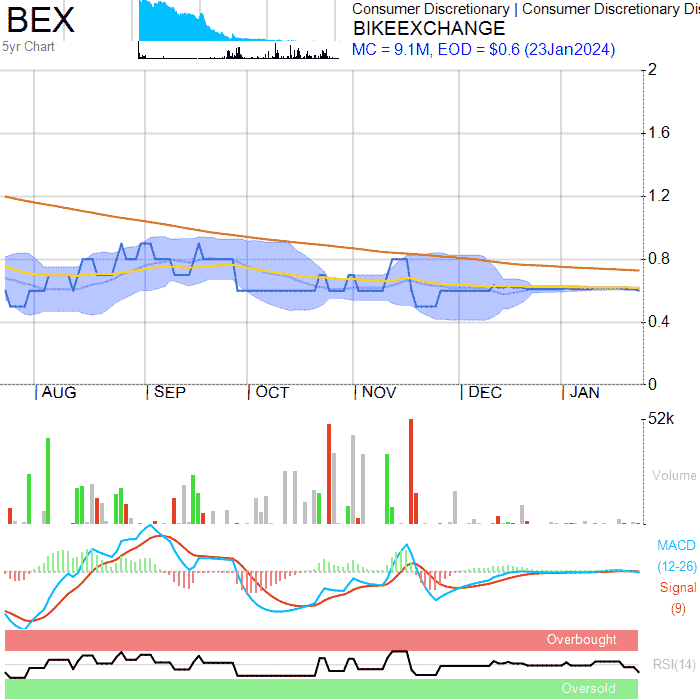 BEX
5yr Chart
Consumer Discretionary | Consumer Discretionary Dis
BIKEEXCHANGE
MC = 9.1M, EOD = $0.6 (23Jan2024)
2
1.6
1.2
0.8
0.4
0
AUG SEP OCT NOV DEC JAN
52k
Volume
MACD
(12-26)
Signal
(9)
Overbought
RSI(14)
Oversold